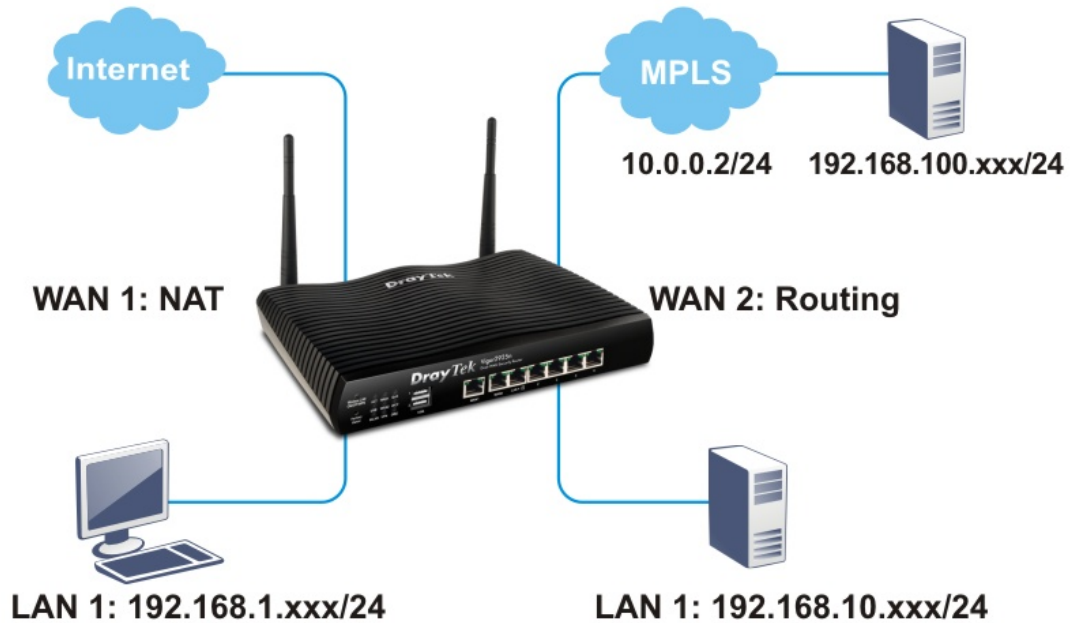 Internet
MPLS
10.0.0.2/24
192.168.100.xxx/24
WAN 1: NAT
WAN 2: Routing
DrayTek
DrayTek
LAN 1: 192.168.1.xxx/24
LAN 1: 192.168.10.xxx/24